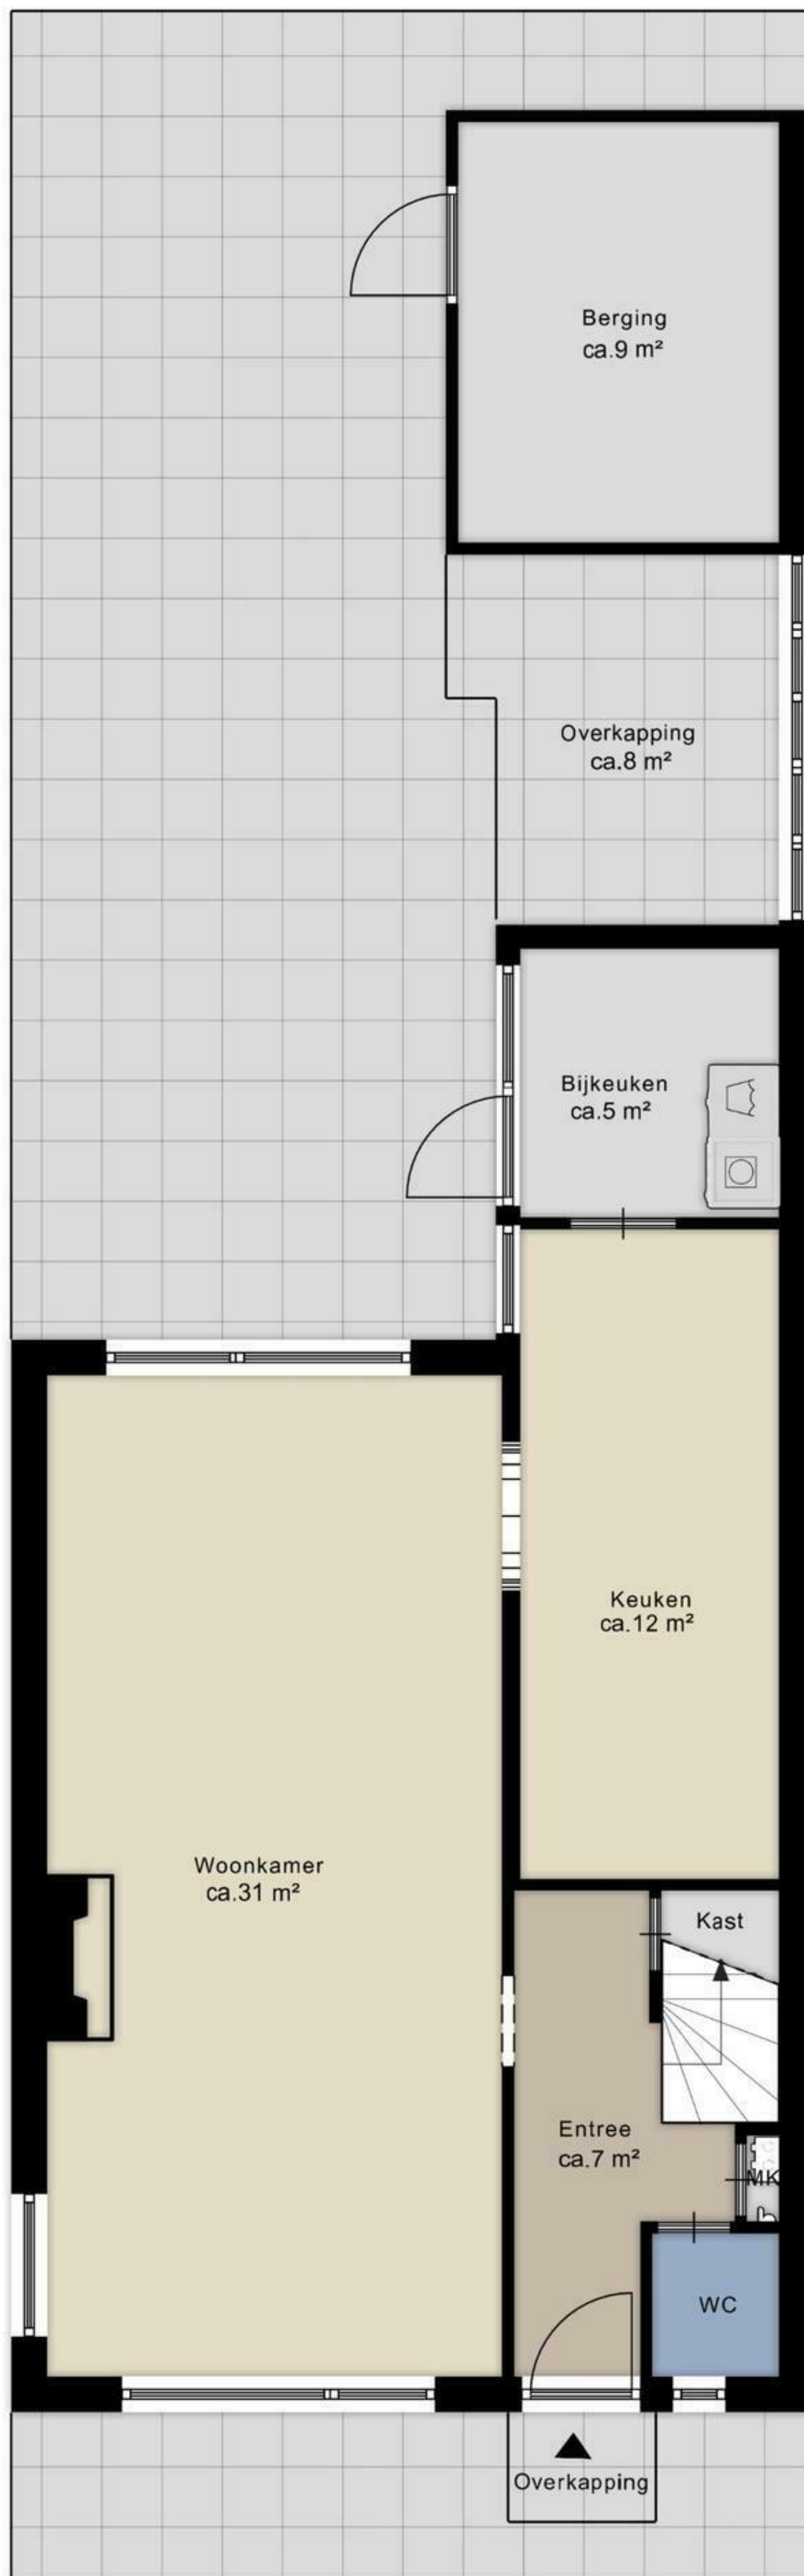 Berging
ca.9 m²
Overkapping
ca.8 m²
Bijkeuken
ca.5 m²
Keuken
ca.12 m²
Woonkamer
ca.31 m²
Kast
Entree
ca.7 m²
MK
WC
Overkapping